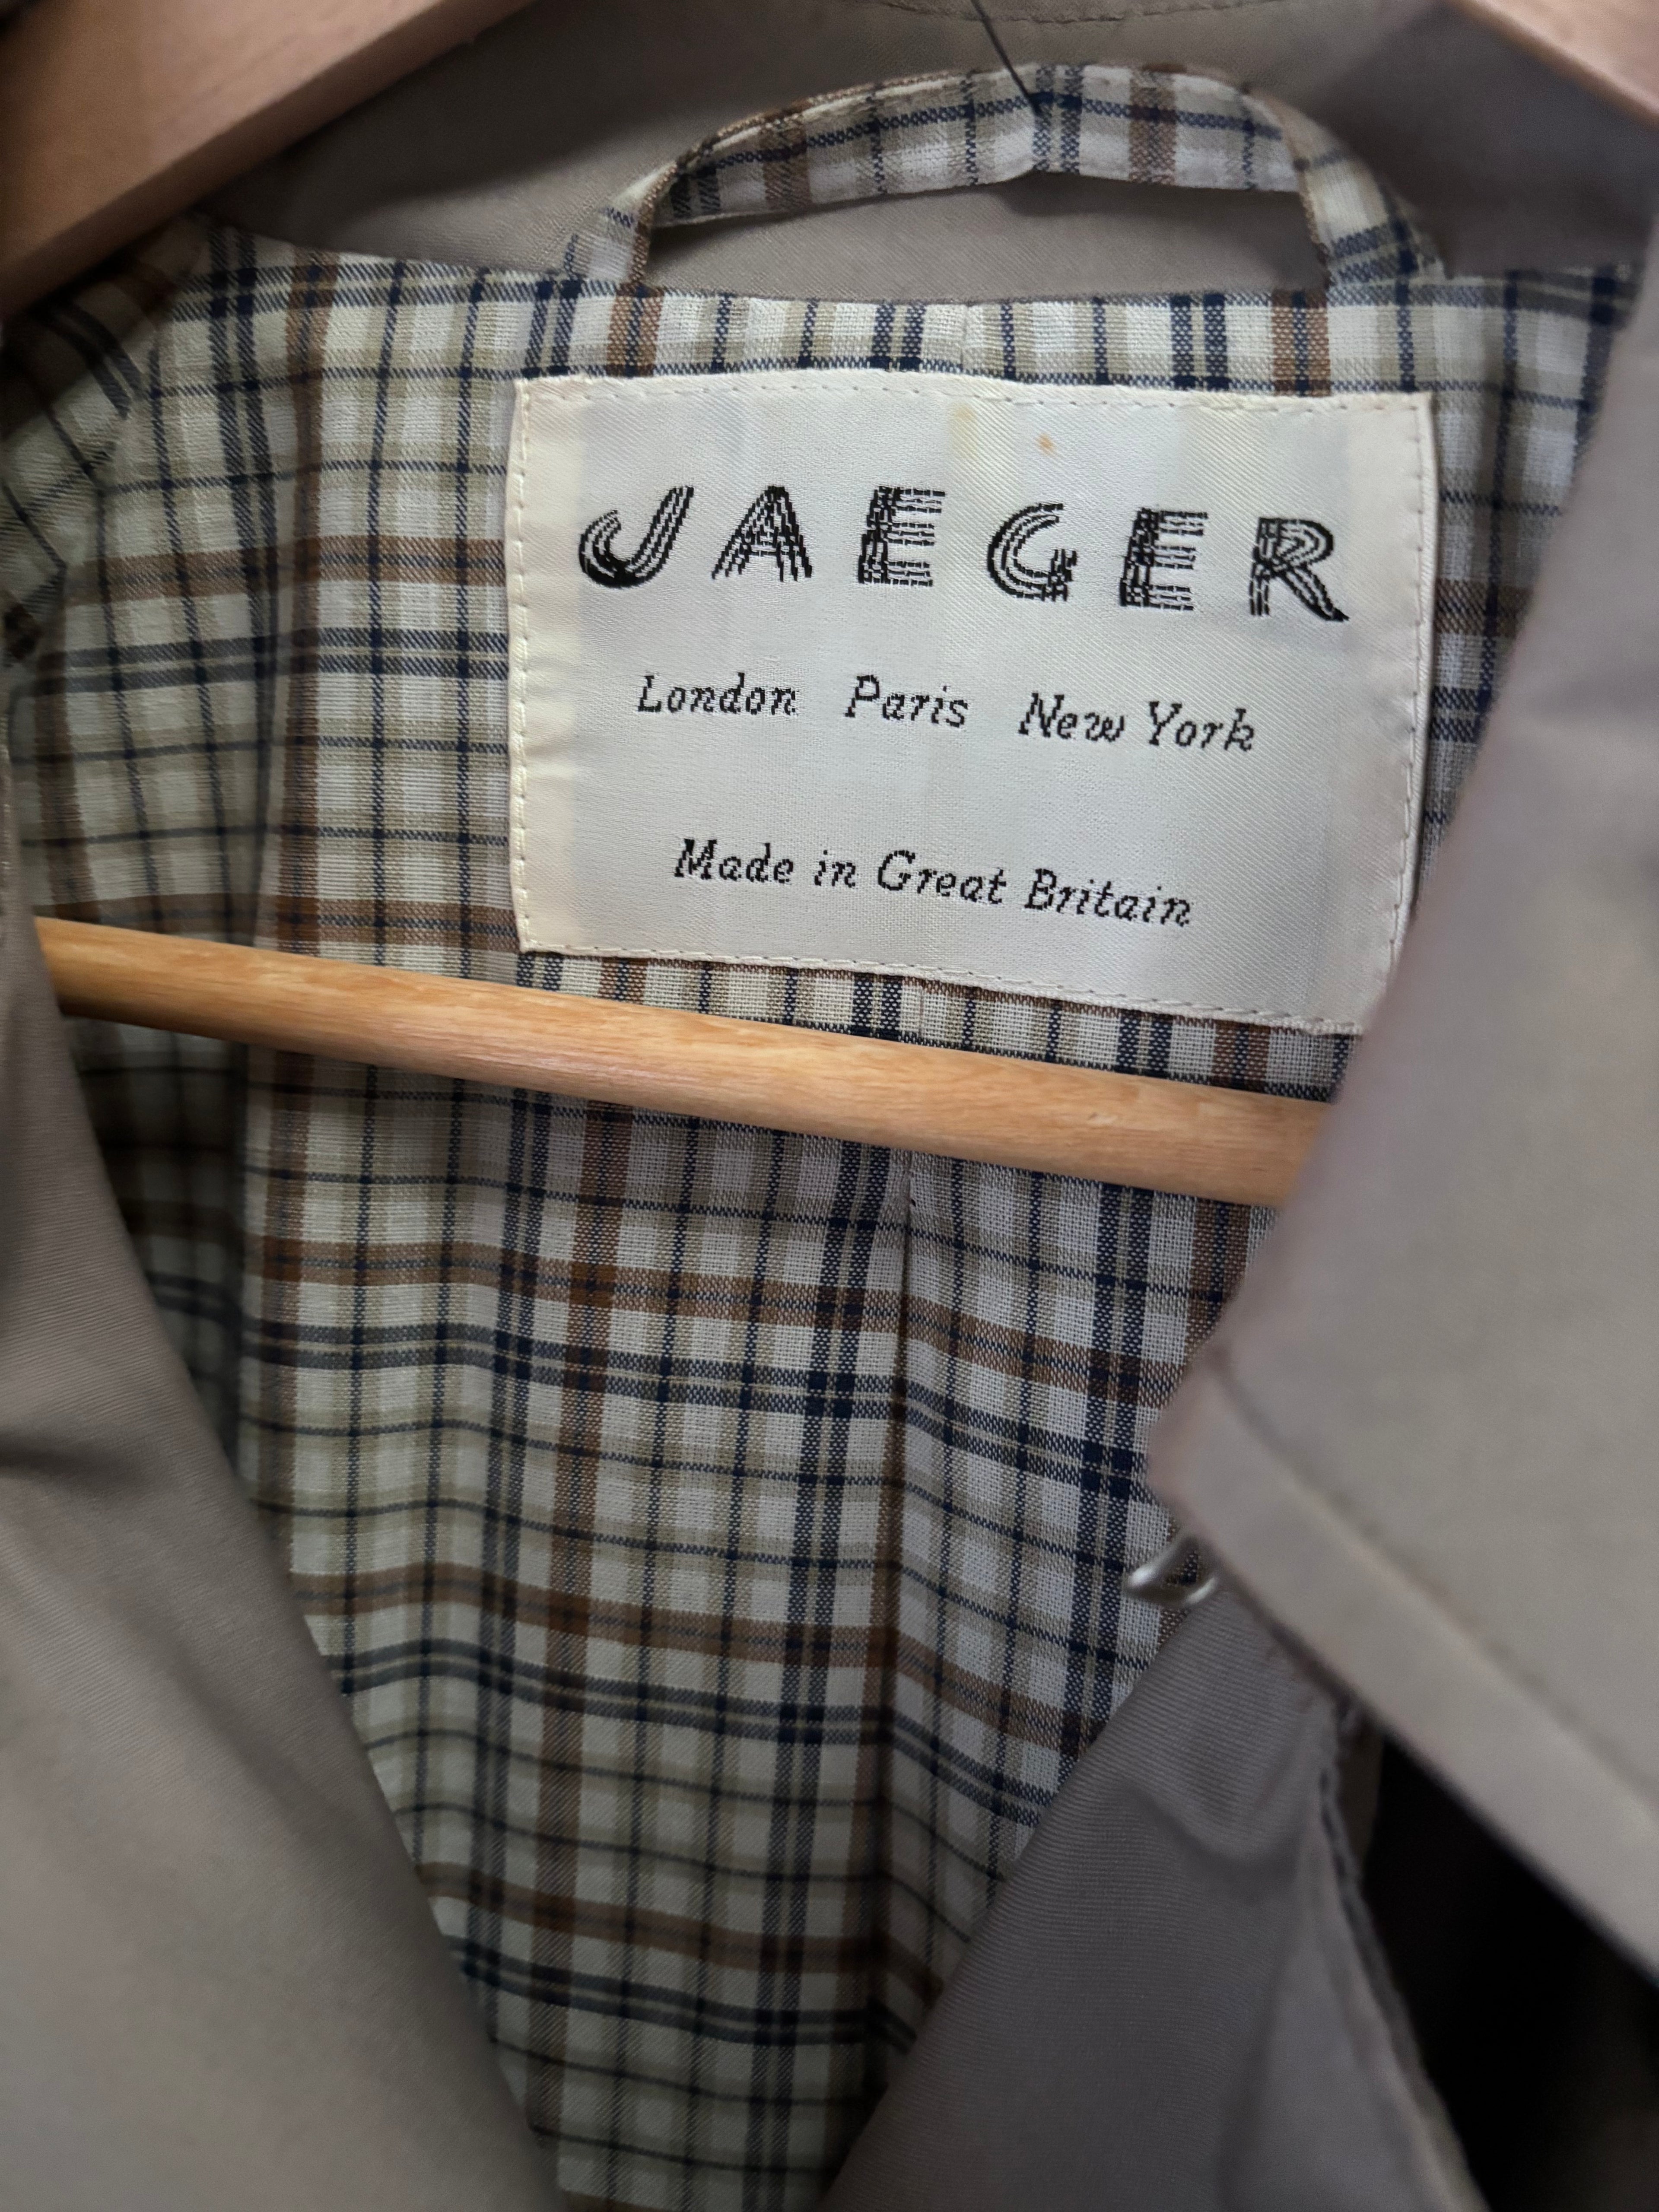 JAEGER
London Paris New York
Made in Great Britain